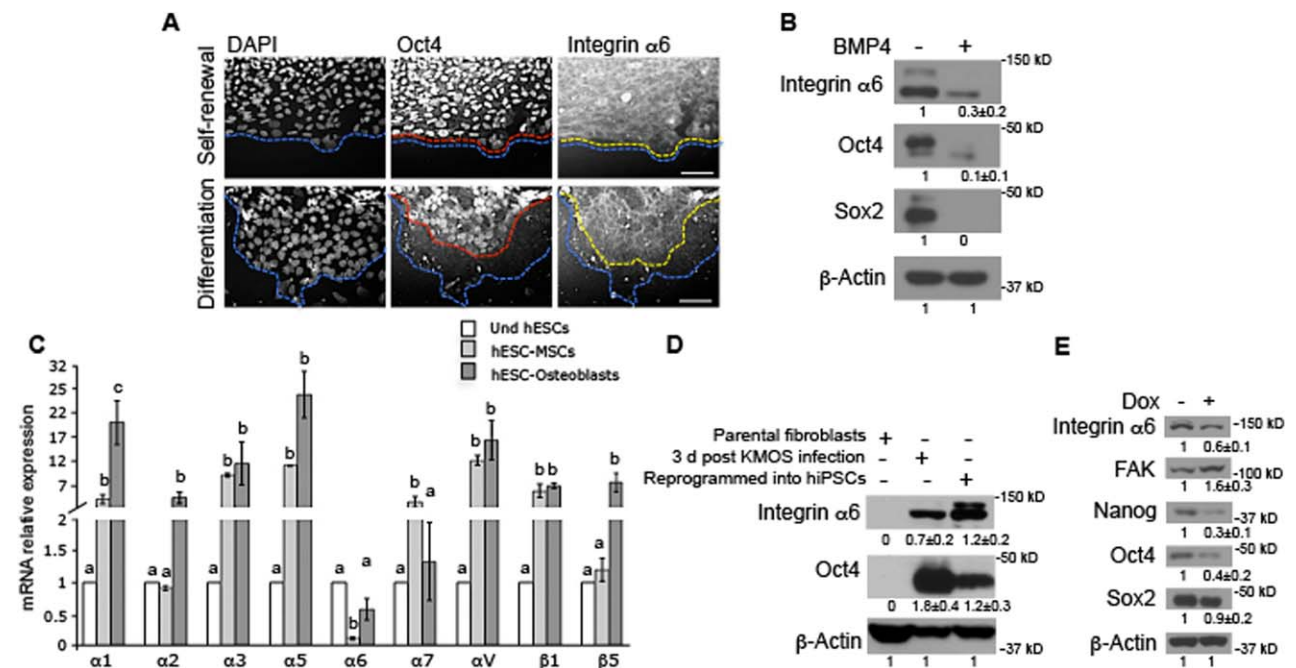 A
DAPI Oct4 Integrin α6
Self-renewal
Differentiation
B
BMP4 - +
-150 kD
Integrin α6
1 0.3±0.2
-50 kD
Oct4
1 0.1±0.1
-50 kD
Sox2
1 0
β-Actin
-37 kD
1 1
C
Und hESCs
hESC-MSCs
hESC-Osteoblasts
mRNA relative expression
32
25
22
17
12
7
2
1.5
1
0.5
0
a b c
a a b
a b b
a b b
a b a
a b a
a b b
a b b
a a b
α1 α2 α3 α5 α6 α7 αV β1 β5
D
Parental fibroblasts + - -
3 d post KMOS infection - + -
Reprogrammed into hiPSCs - - +
-150 kD
Integrin α6
0 0.7±0.2 1.2±0.2
-50 kD
Oct4
0 1.8±0.4 1.2±0.3
β-Actin
-37 kD
1 1 1
E
Dox - +
Integrin α6 -150 kD
1 0.6±0.1
FAK -100 kD
1 1.6±0.3
Nanog -37 kD
1 0.3±0.1
Oct4 -50 kD
1 0.4±0.2
Sox2 -50 kD
1 0.9±0.2
β-Actin -37 kD
1 1